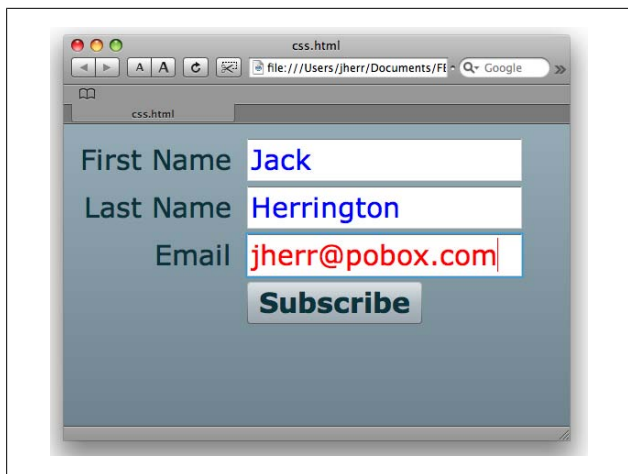 css.html
A A file:///Users/jherr/Documents/FE Google
css.html
First Name Jack
Last Name Herrington
Email jherr@pobox.com
Subscribe